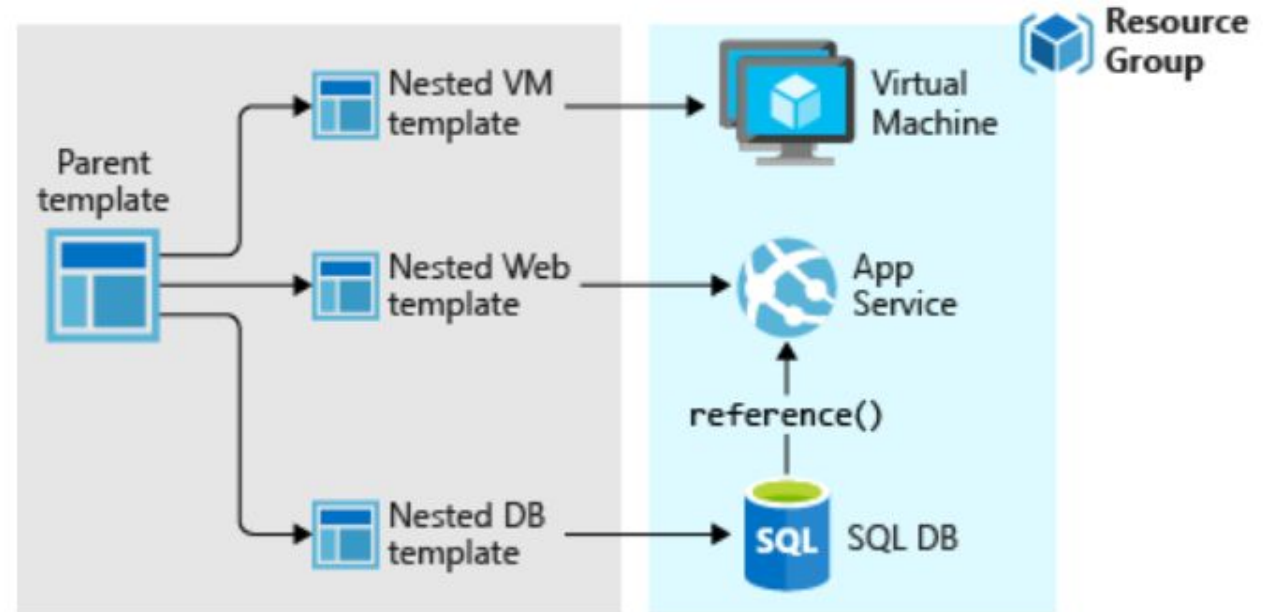 Resource
Group
Nested VM
template
Virtual
Machine
Parent
template
Nested Web
template
App
Service
reference()
Nested DB
template
SQL
SQL DB